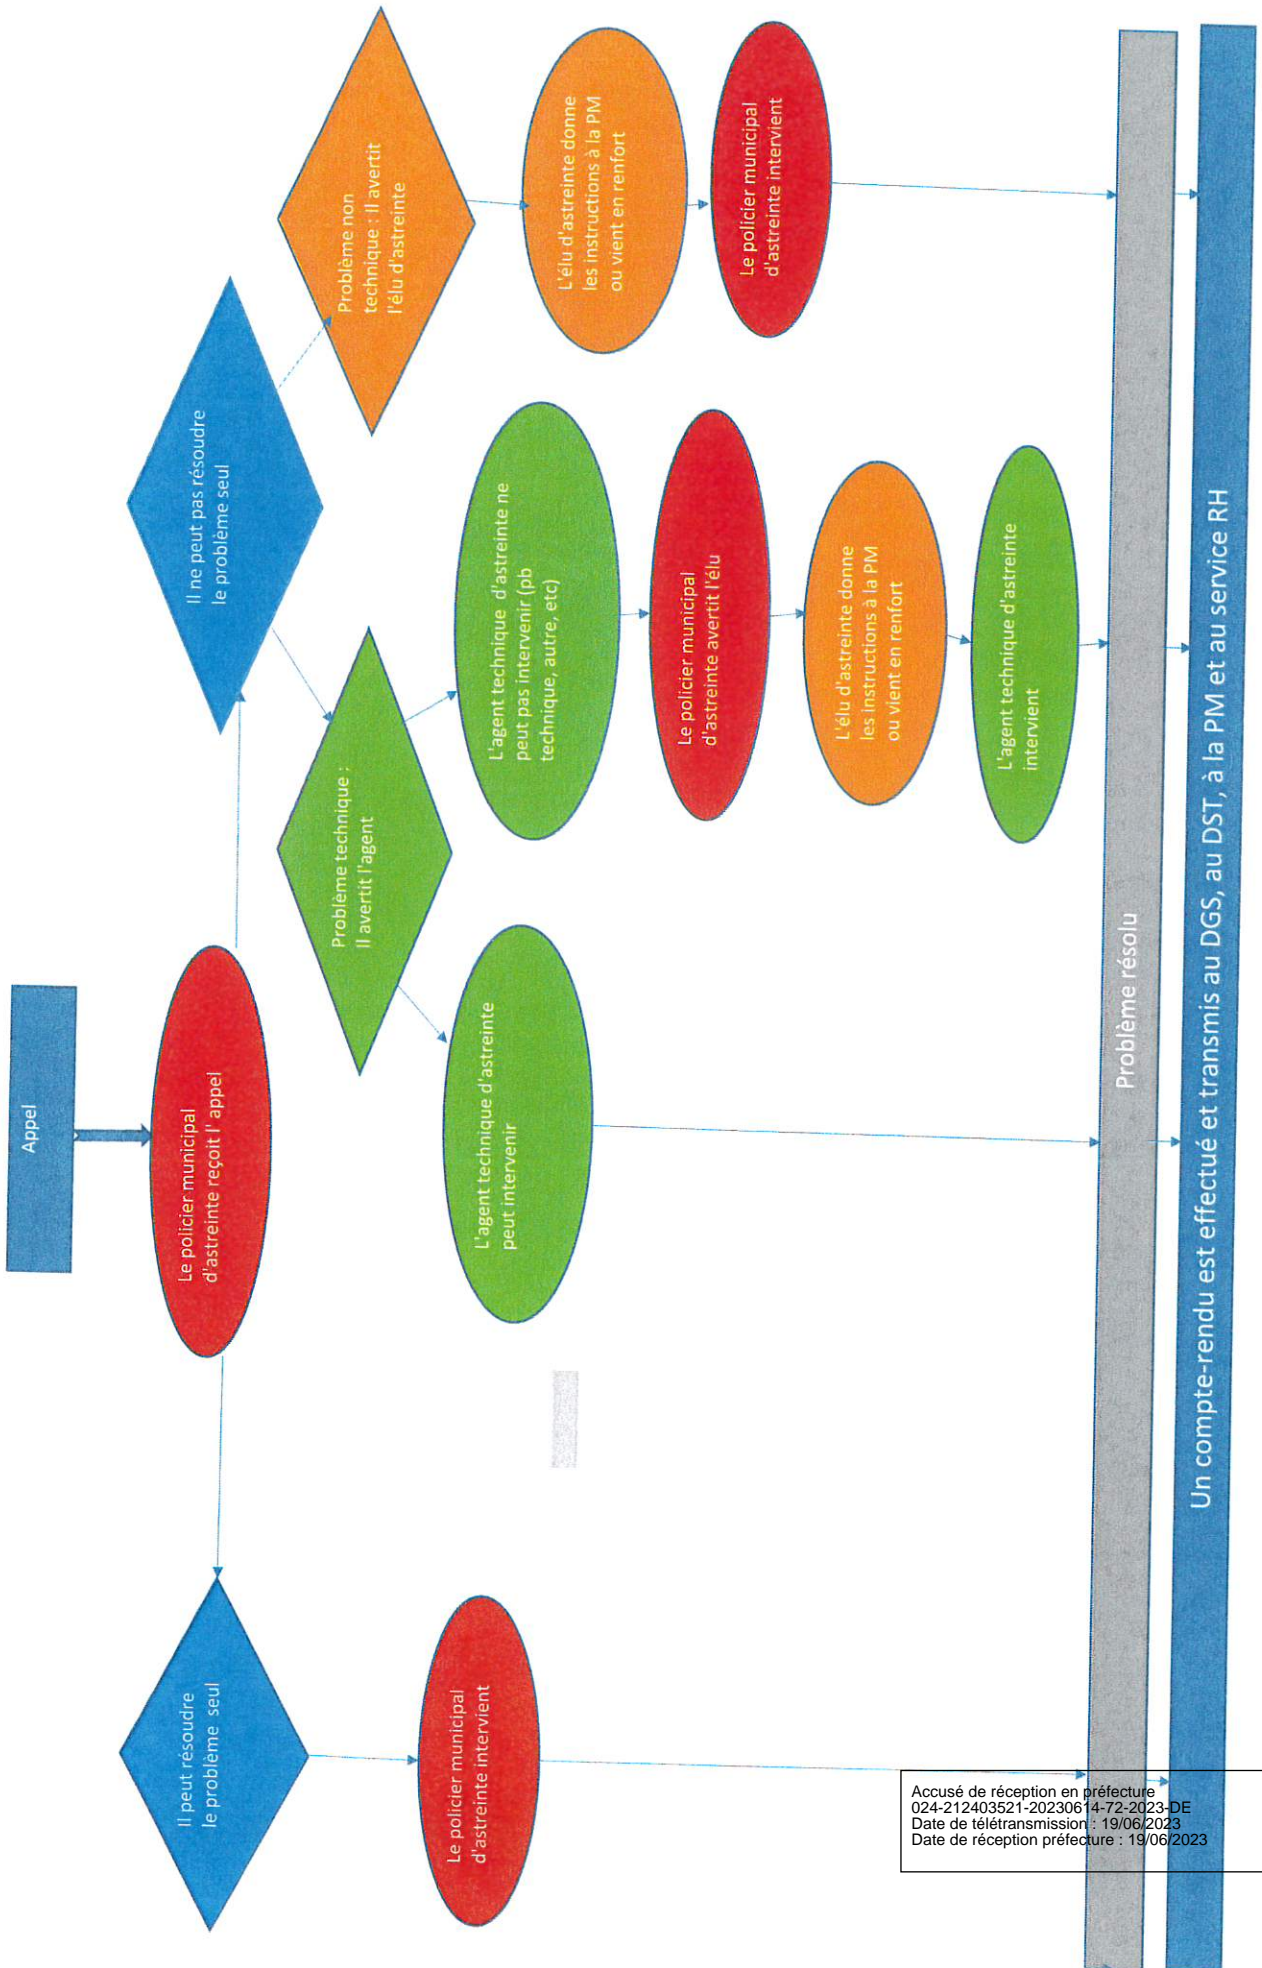 Appel
Le policier municipal
d'astreinte reçoit l' appel
Il peut résoudre
le problème seul
Le policier municipal
d'astreinte intervient
Il ne peut pas résoudre
le problème seul
Problème technique :
Il avertit l'agent
L'agent technique d'astreinte
peut intervenir
L'agent technique d'astreinte ne
peut pas intervenir (pb
technique, autre, etc)
Le policier municipal
d'astreinte avertit l'élu
L'élu d'astreinte donne
les instructions à la PM
ou vient en renfort
L'agent technique d'astreinte
intervient
Problème non
technique : Il avertit
l'élu d'astreinte
L'élu d'astreinte donne
les instructions à la PM
ou vient en renfort
Le policier municipal
d'astreinte intervient
Problème résolu
Un compte-rendu est effectué et transmis au DGS, au DST, à la PM et au service RH
Accusé de réception en préfecture
024-212403521-20230614-72-2023-DE
Date de télétransmission : 19/06/2023
Date de réception préfecture : 19/06/2023